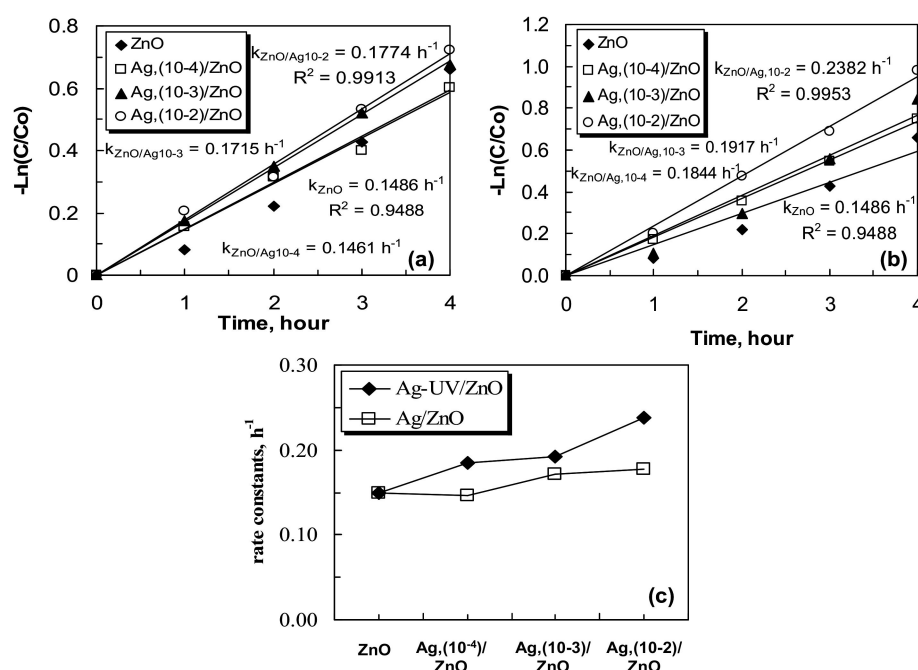 0.8
0.6
0.4
0.2
0
-Ln(C/Co)
ZnO
Ag,(10-4)/ZnO
Ag,(10-3)/ZnO
Ag,(10-2)/ZnO
kZnO/Ag10-2 = 0.1774 h-1
R2 = 0.9913
kZnO/Ag10-3 = 0.1715 h-1
kZnO = 0.1486 h-1
R2 = 0.9488
kZnO/Ag10-4 = 0.1461 h-1
(a)
0 1 2 3 4
Time, hour
-1.2
1.0
0.8
0.6
0.4
0.2
0.0
-Ln(C/Co)
ZnO
Ag,(10-4)/ZnO
Ag,(10-3)/ZnO
Ag,(10-2)/ZnO
kZnO/Ag,10-2 = 0.2382 h-1
R2 = 0.9953
kZnO/Ag,10-3 = 0.1917 h-1
kZnO/Ag,10-4 = 0.1844 h-1
kZnO = 0.1486 h-1
R2 = 0.9488
(b)
0 1 2 3 4
Time, hour
0.30
0.20
0.10
0.00
rate constants, h-1
Ag-UV/ZnO
Ag/ZnO
(c)
ZnO
Ag,(10-4)/
ZnO
Ag,(10-3)/
ZnO
Ag,(10-2)/
ZnO